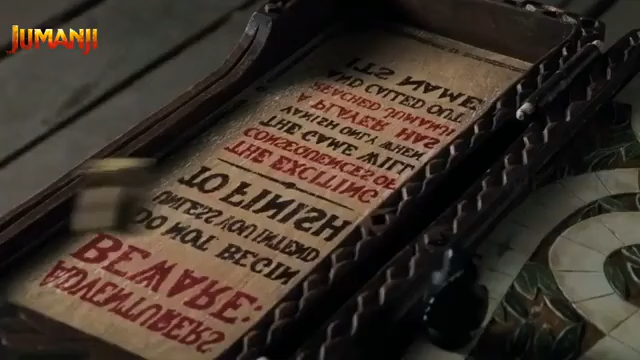 JUMANJI
ADVENTURERS
BEWARE:
DO NOT BEGIN
UNLESS YOU INTEND
TO FINISH
THE EXCITING
CONSEQUENCES OF
THE GAME WILL
VANISH ONLY WHEN
A PLAYER HAS
REACHED JUMANJI
AND CALLED OUT
ITS NAME